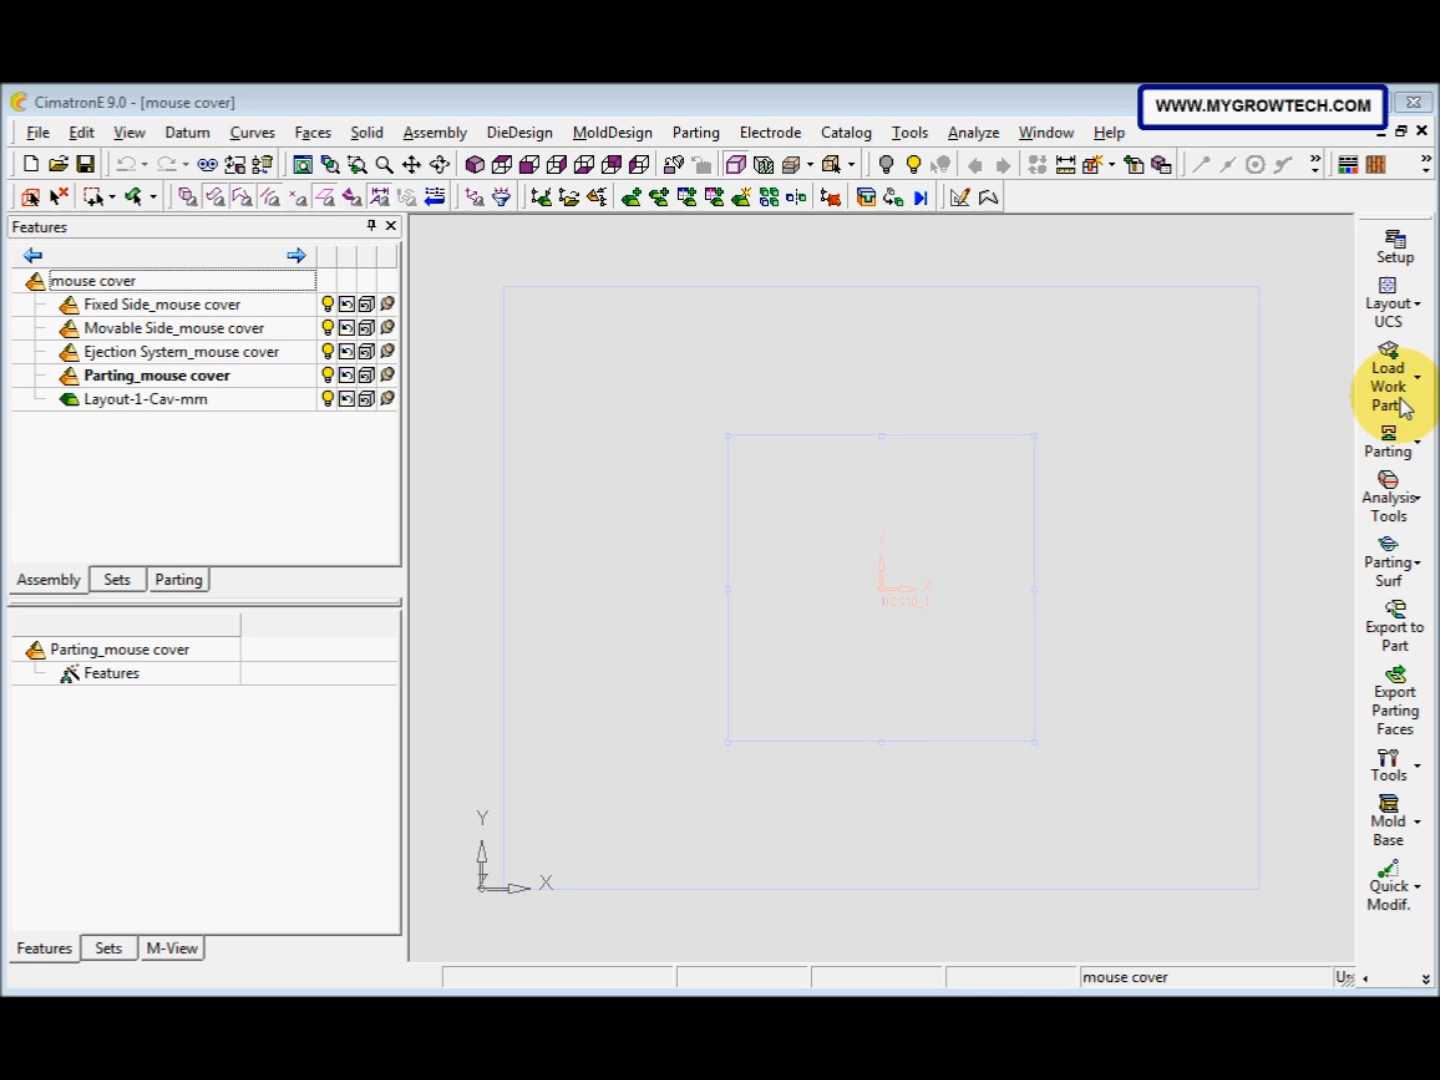 CimatronE 9.0 - [mouse cover]
WWW.MYGROWTECH.COM
File Edit View Datum Curves Faces Solid Assembly DieDesign MoldDesign Parting Electrode Catalog Tools Analyze Window Help
Features
mouse cover
Fixed Side_mouse cover
Movable Side_mouse cover
Ejection System_mouse cover
Parting_mouse cover
Layout-1-Cav-mm
Assembly Sets Parting
Parting_mouse cover
Features
Features Sets M-View
Y
X
UCS10_1
Y
X
Setup
Layout
UCS
Load
Work
Part
Parting
Analysis
Tools
Parting
Surf
Export to
Part
Export
Parting
Faces
Tools
Mold
Base
Quick
Modif.
mouse cover